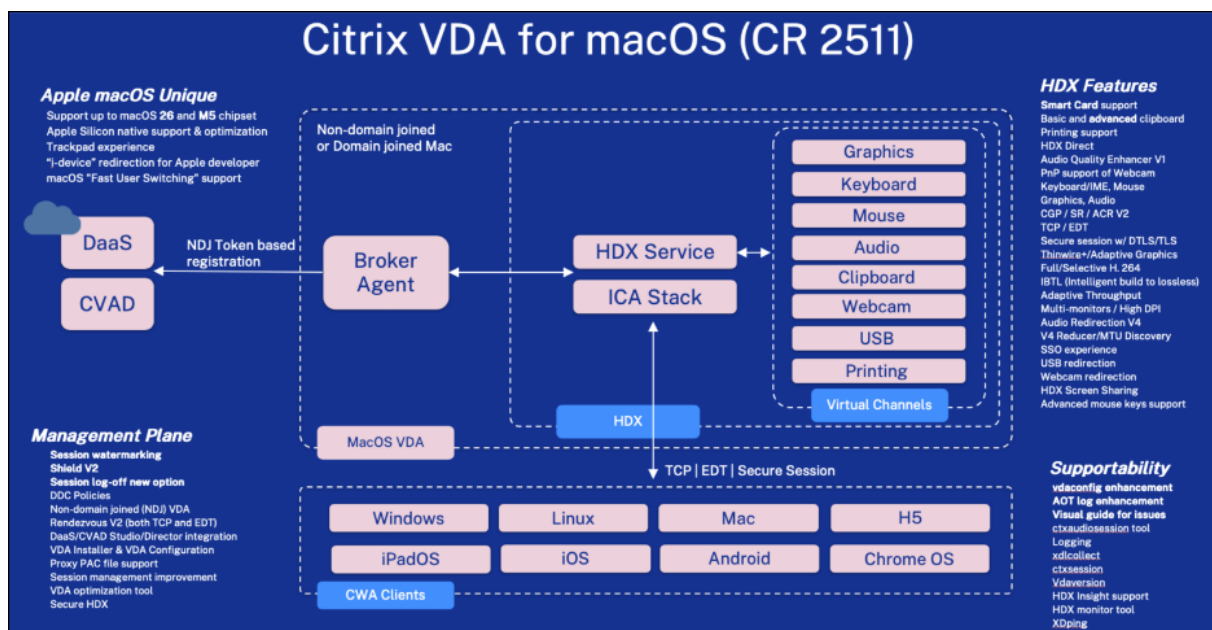 Citrix VDA for macOS (CR 2511)
Apple macOS Unique
Support up to macOS 26 and M5 chipset
Apple Silicon native support & optimization
Trackpad experience
"i-device" redirection for Apple developer
macOS "Fast User Switching" support
DaaS
CVAD
NDJ Token based
registration
Non-domain joined
or Domain joined Mac
Broker
Agent
HDX Service
ICA Stack
Graphics
Keyboard
Mouse
Audio
Clipboard
Webcam
USB
Printing
Virtual Channels
HDX
MacOS VDA
TCP | EDT | Secure Session
Windows
Linux
Mac
H5
iPadOS
iOS
Android
Chrome OS
CWA Clients
Management Plane
Session watermarking
Shield V2
Session log-off new option
DDC Policies
Non-domain joined (NDJ) VDA
Rendezvous V2 (both TCP and EDT)
DaaS/CVAD Studio/Director integration
VDA Installer & VDA Configuration
Proxy PAC file support
Session management improvement
VDA optimization tool
Secure HDX
HDX Features
Smart Card support
Basic and advanced clipboard
Printing support
HDX Direct
Audio Quality Enhancer V1
PnP support of Webcam
Keyboard/IME, Mouse
Graphics, Audio
CGP / SR / ACR V2
TCP / EDT
Secure session w/ DTLS/TLS
Thinwire+/Adaptive Graphics
Full/Selective H. 264
IBTL (Intelligent build to lossless)
Adaptive Throughput
Multi-monitors / High DPI
Audio Redirection V4
V4 Reducer/MTU Discovery
SSO experience
USB redirection
Webcam redirection
HDX Screen Sharing
Advanced mouse keys support
Supportability
vdaconfig enhancement
AOT log enhancement
Visual guide for issues
ctxaudiosession tool
Logging
xdlcollect
ctxsession
Vdaversion
HDX Insight support
HDX monitor tool
XDping